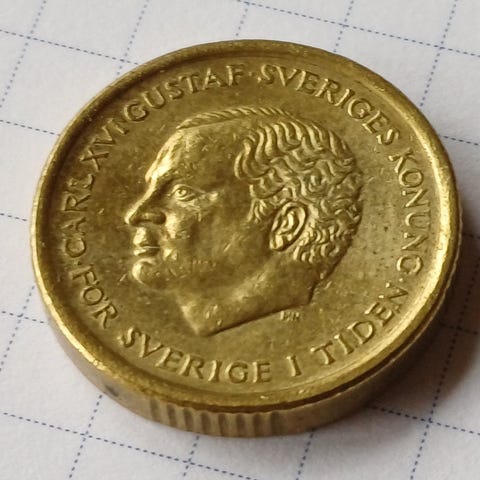 CARL XVI GUSTAF · SVERIGES KONUNG
FÖR SVERIGE I TIDEN